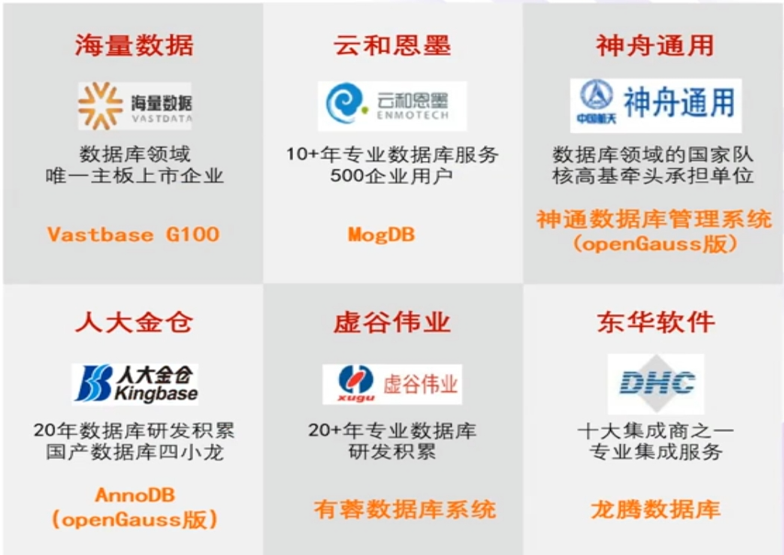 海量数据
海量数据
VASTDATA
数据库领域
唯一主板上市企业
Vastbase G100
云和恩墨
云和恩墨
ENMOTECH
10+年专业数据库服务
500企业用户
MogDB
神舟通用
中国航天
神舟通用
数据库领域的国家队
核高基牵头承担单位
神通数据库管理系统
(openGauss版)
人大金仓
人大金仓
Kingbase
20年数据库研发积累
国产数据库四小龙
AnnoDB
(openGauss版)
虚谷伟业
xugu
虚谷伟业
20+年专业数据库
研发积累
有蓉数据库系统
东华软件
DHC
十大集成商之一
专业集成服务
龙腾数据库